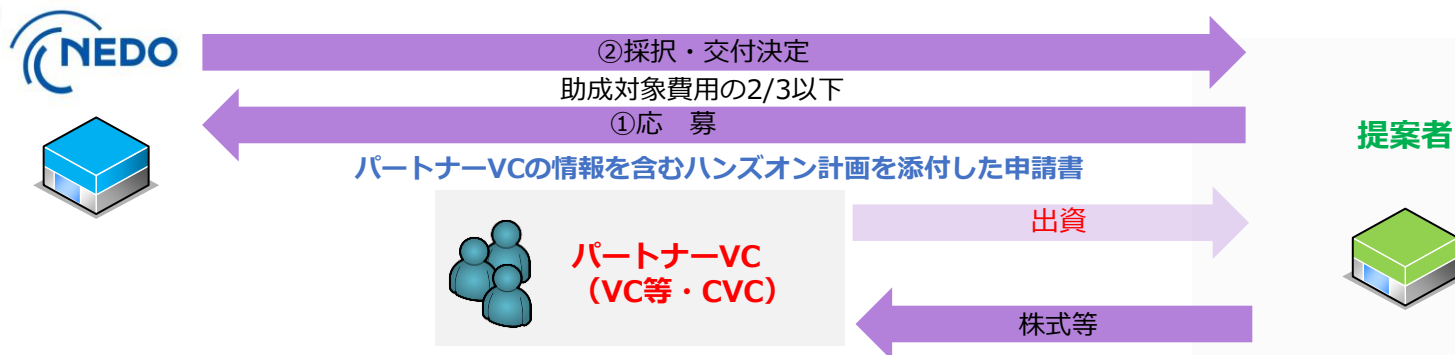 NEDO
②採択・交付決定
助成対象費用の2/3以下
①応　募
提案者
パートナーVCの情報を含むハンズオン計画を添付した申請書
出資
パートナーVC
（VC等・CVC）
株式等